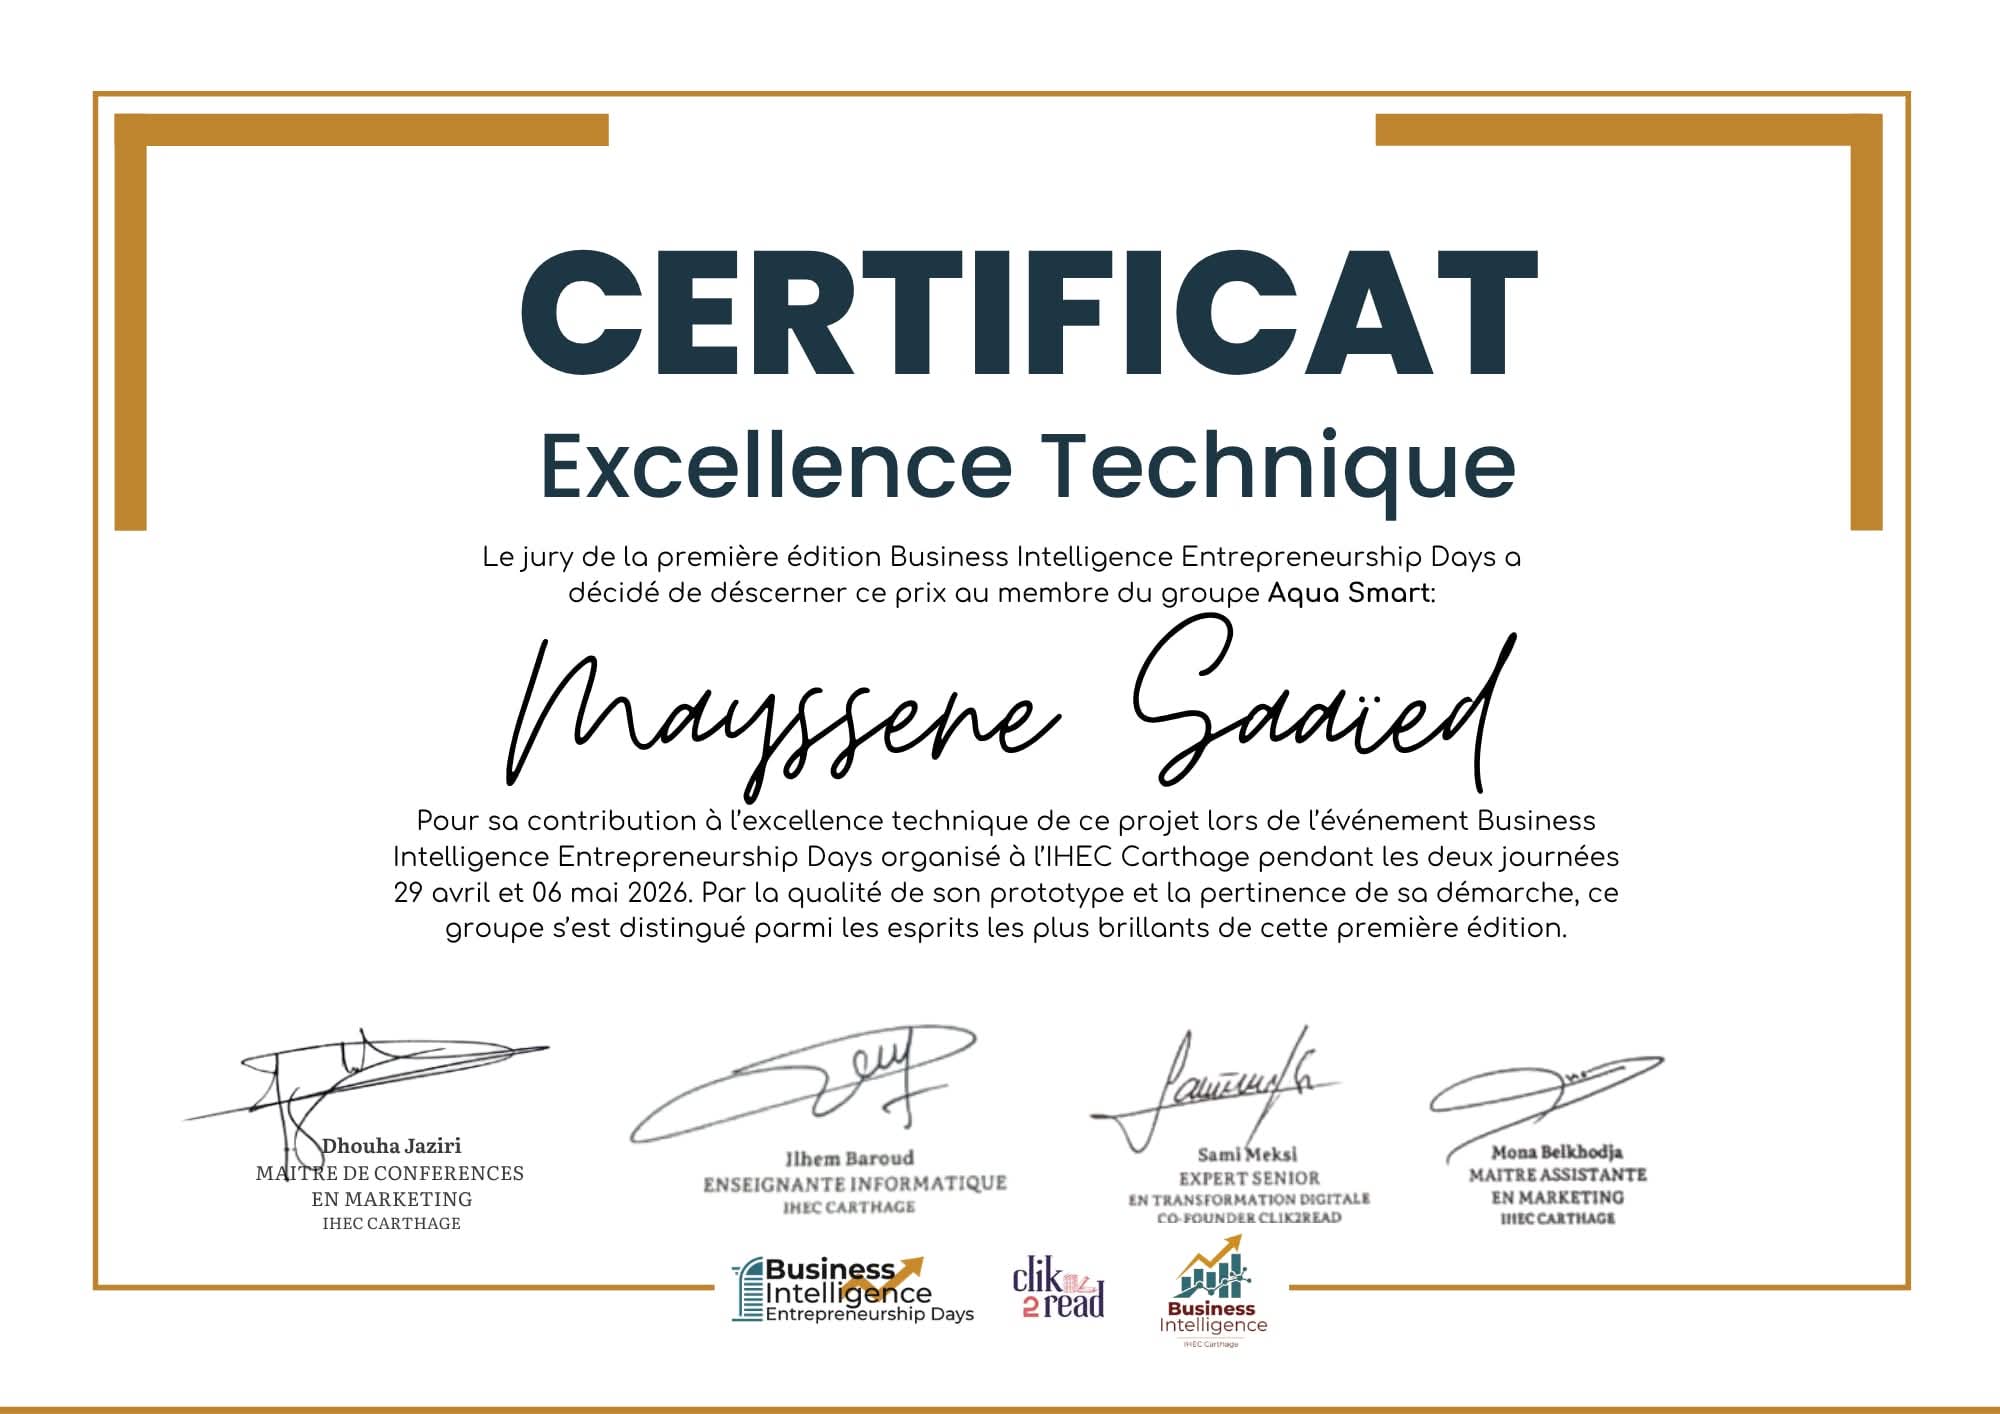 CERTIFICAT
Excellence Technique
Le jury de la première édition Business Intelligence Entrepreneurship Days a
décidé de déscerner ce prix au membre du groupe Aqua Smart:
Mayssene Gaaïed
Pour sa contribution à l’excellence technique de ce projet lors de l’événement Business
Intelligence Entrepreneurship Days organisé à l’IHEC Carthage pendant les deux journées
29 avril et 06 mai 2026. Par la qualité de son prototype et la pertinence de sa démarche, ce
groupe s’est distingué parmi les esprits les plus brillants de cette première édition.
Dhouha Jaziri
MAITRE DE CONFERENCES
EN MARKETING
IHEC CARTHAGE
Ilhem Baroud
ENSEIGNANTE INFORMATIQUE
IHEC CARTHAGE
Sami Meksi
EXPERT SENIOR
EN TRANSFORMATION DIGITALE
CO-FOUNDER CLIK2READ
Mona Belkhodja
MAITRE ASSISTANTE
EN MARKETING
IHEC CARTHAGE
Business
Intelligence
Entrepreneurship Days
clik
2read
Business
Intelligence
IHEC Carthage